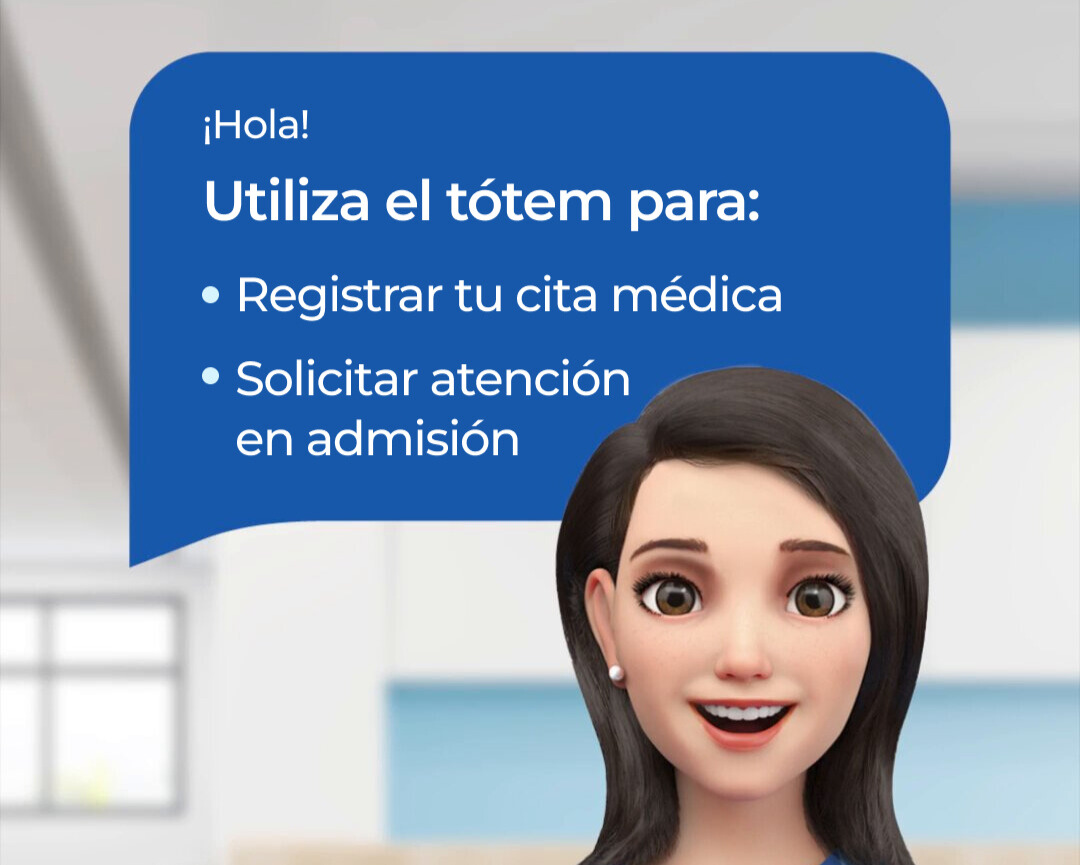 ¡Hola!
Utiliza el tótem para:
• Registrar tu cita médica
• Solicitar atención
en admisión